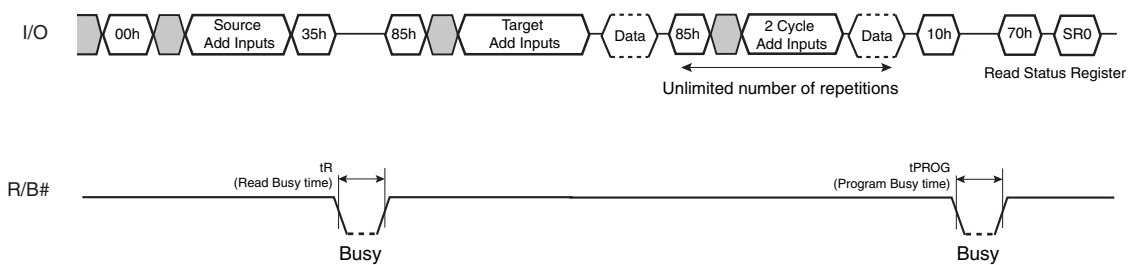 I/O
00h
Source
Add Inputs
35h
85h
Target
Add Inputs
Data
85h
2 Cycle
Add Inputs
Data
10h
70h
SR0
Unlimited number of repetitions
Read Status Register
R/B#
tR
(Read Busy time)
Busy
tPROG
(Program Busy time)
Busy